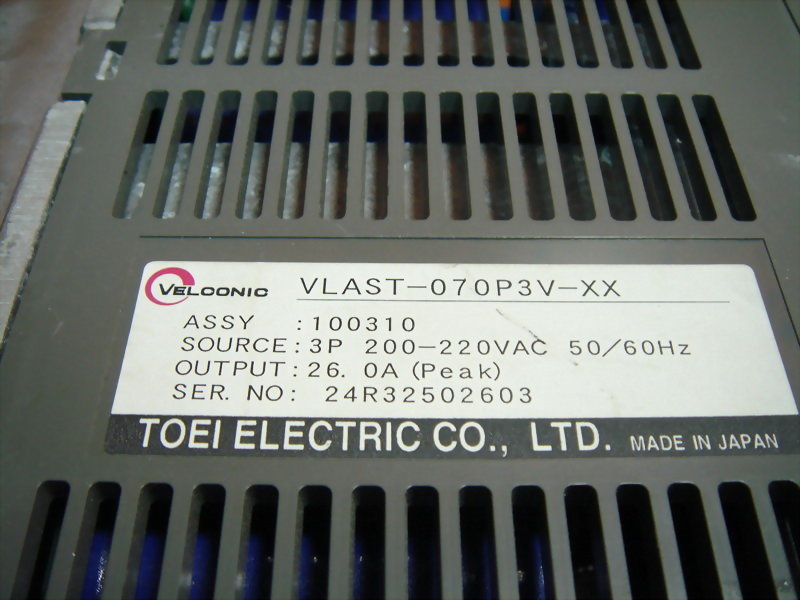 VELCONIC VLAST-070P3V-XX
ASSY :100310
SOURCE:3P 200-220VAC 50/60Hz
OUTPUT:26.0A (Peak)
SER. NO: 24R32502603
TOEI ELECTRIC CO., LTD. MADE IN JAPAN